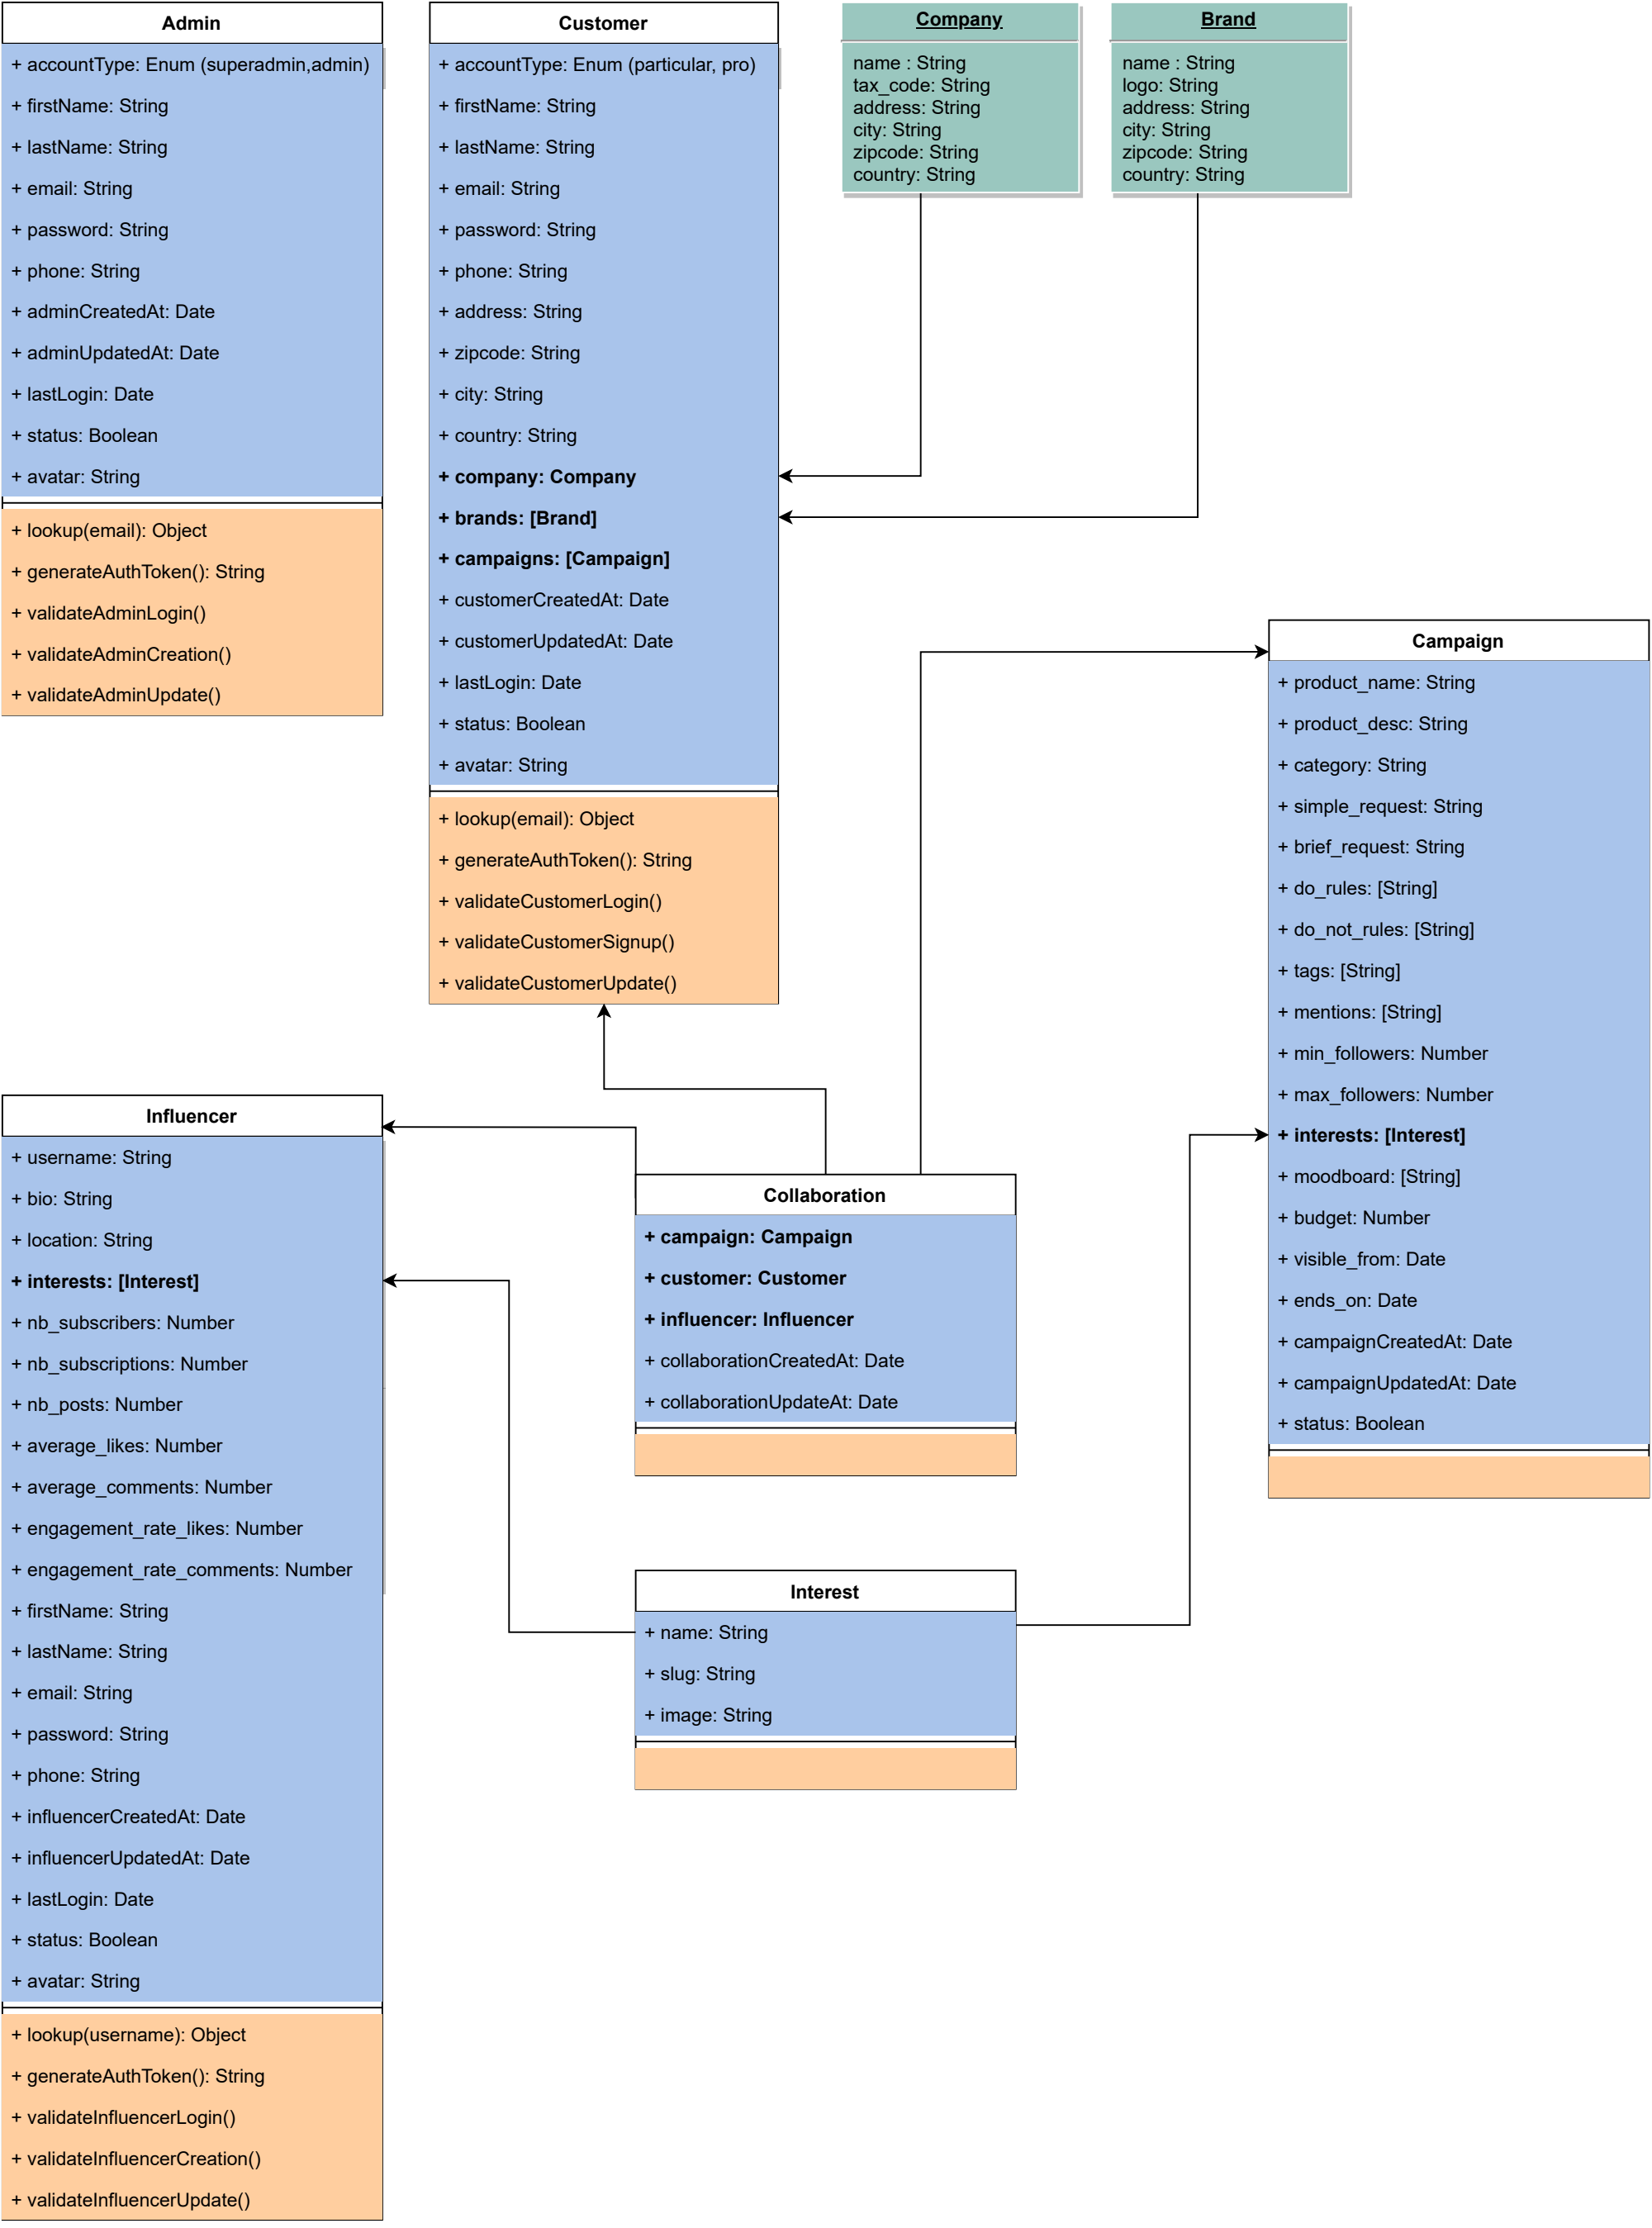 Admin
+ accountType: Enum (superadmin,admin)
+ firstName: String
+ lastName: String
+ email: String
+ password: String
+ phone: String
+ adminCreatedAt: Date
+ adminUpdatedAt: Date
+ lastLogin: Date
+ status: Boolean
+ avatar: String
+ lookup(email): Object
+ generateAuthToken(): String
+ validateAdminLogin()
+ validateAdminCreation()
+ validateAdminUpdate()
Customer
+ accountType: Enum (particular, pro)
+ firstName: String
+ lastName: String
+ email: String
+ password: String
+ phone: String
+ address: String
+ zipcode: String
+ city: String
+ country: String
+ company: Company
+ brands: [Brand]
+ campaigns: [Campaign]
+ customerCreatedAt: Date
+ customerUpdatedAt: Date
+ lastLogin: Date
+ status: Boolean
+ avatar: String
+ lookup(email): Object
+ generateAuthToken(): String
+ validateCustomerLogin()
+ validateCustomerSignup()
+ validateCustomerUpdate()
Company
name : String
tax_code: String
address: String
city: String
zipcode: String
country: String
Brand
name : String
logo: String
address: String
city: String
zipcode: String
country: String
Campaign
+ product_name: String
+ product_desc: String
+ category: String
+ simple_request: String
+ brief_request: String
+ do_rules: [String]
+ do_not_rules: [String]
+ tags: [String]
+ mentions: [String]
+ min_followers: Number
+ max_followers: Number
+ interests: [Interest]
+ moodboard: [String]
+ budget: Number
+ visible_from: Date
+ ends_on: Date
+ campaignCreatedAt: Date
+ campaignUpdatedAt: Date
+ status: Boolean
Influencer
+ username: String
+ bio: String
+ location: String
+ interests: [Interest]
+ nb_subscribers: Number
+ nb_subscriptions: Number
+ nb_posts: Number
+ average_likes: Number
+ average_comments: Number
+ engagement_rate_likes: Number
+ engagement_rate_comments: Number
+ firstName: String
+ lastName: String
+ email: String
+ password: String
+ phone: String
+ influencerCreatedAt: Date
+ influencerUpdatedAt: Date
+ lastLogin: Date
+ status: Boolean
+ avatar: String
+ lookup(username): Object
+ generateAuthToken(): String
+ validateInfluencerLogin()
+ validateInfluencerCreation()
+ validateInfluencerUpdate()
Collaboration
+ campaign: Campaign
+ customer: Customer
+ influencer: Influencer
+ collaborationCreatedAt: Date
+ collaborationUpdateAt: Date
Interest
+ name: String
+ slug: String
+ image: String